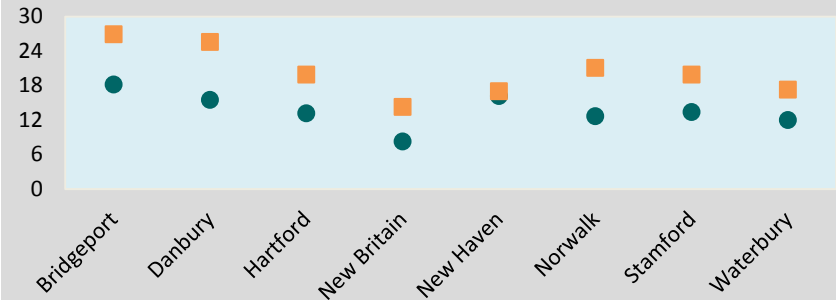 30
24
18
12
6
0
Bridgeport
Danbury
Hartford
New Britain
New Haven
Norwalk
Stamford
Waterbury